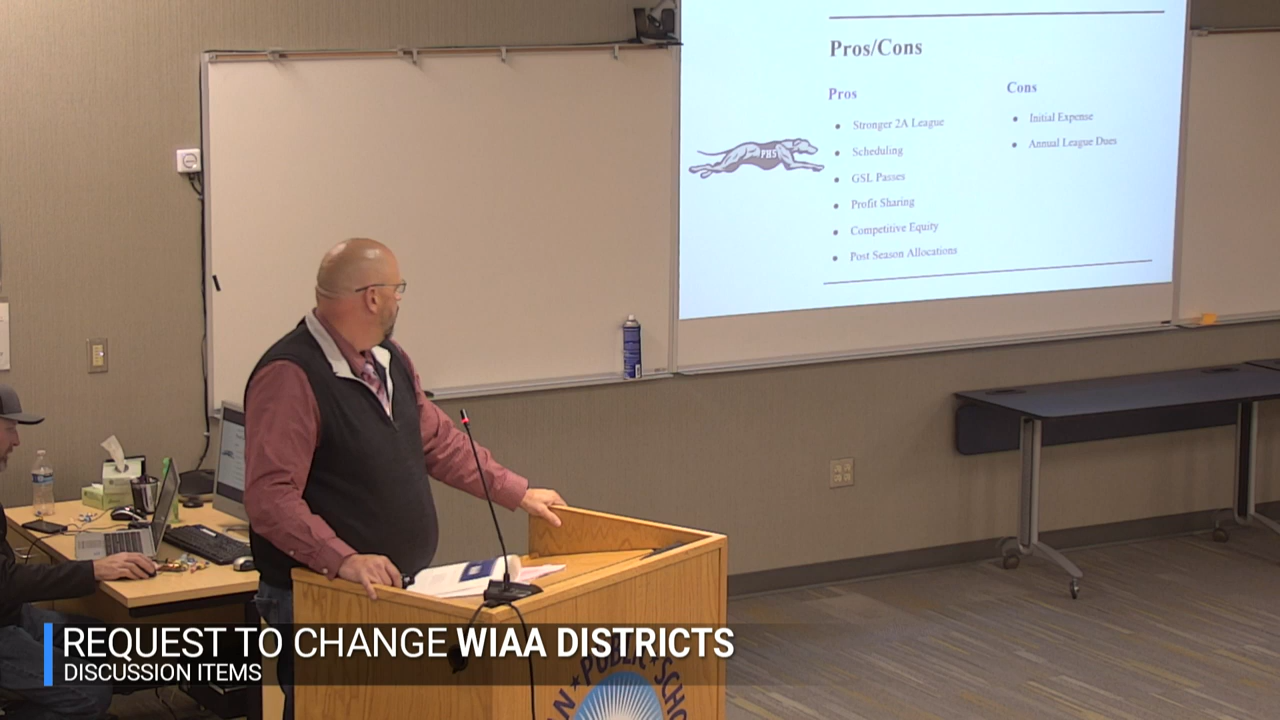 Pros/Cons
Pros
Stronger 2A League
Scheduling
GSL Passes
Profit Sharing
Competitive Equity
Post Season Allocations
Cons
Initial Expense
Annual League Dues
PHS
REQUEST TO CHANGE WIAA DISTRICTS
DISCUSSION ITEMS
PUBLIC